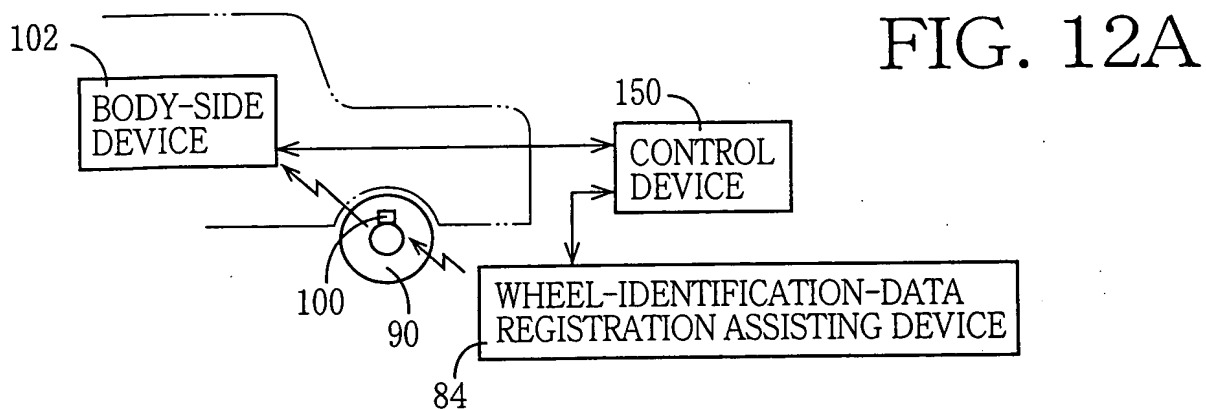 FIG. 12A
102
BODY-SIDE
DEVICE
150
CONTROL
DEVICE
100
90
WHEEL-IDENTIFICATION-DATA
REGISTRATION ASSISTING DEVICE
84